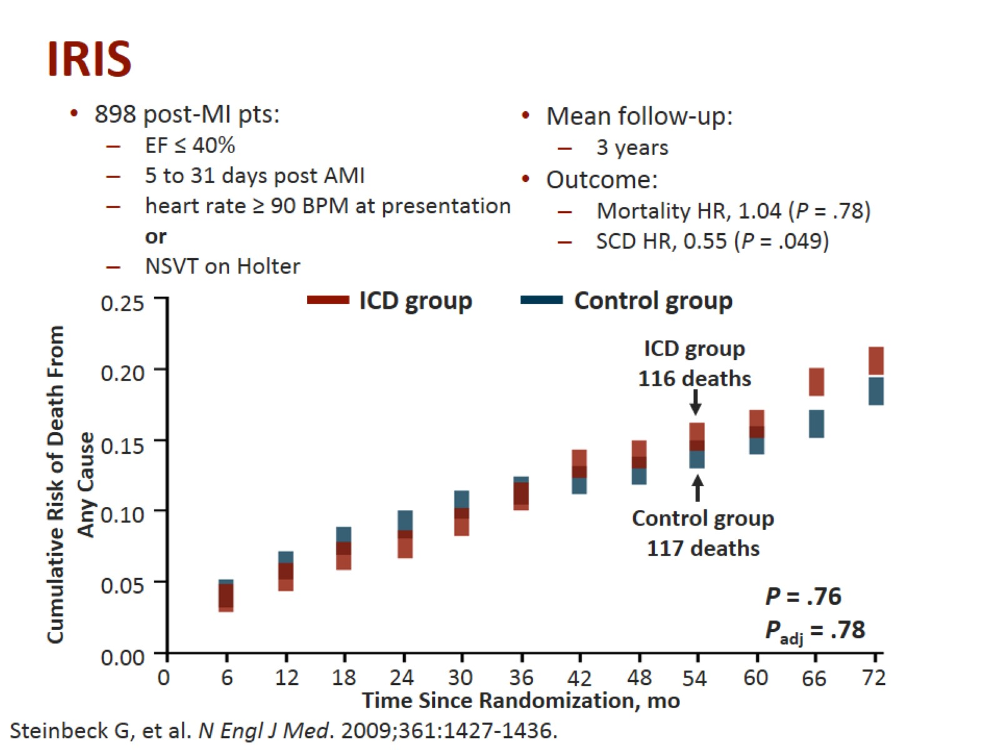 IRIS
• 898 post-MI pts:
– EF ≤ 40%
– 5 to 31 days post AMI
– heart rate ≥ 90 BPM at presentation
or
– NSVT on Holter
• Mean follow-up:
– 3 years
• Outcome:
– Mortality HR, 1.04 (P = .78)
– SCD HR, 0.55 (P = .049)
ICD group
Control group
Cumulative Risk of Death From
Any Cause
0.25
0.20
0.15
0.10
0.05
0.00
ICD group
116 deaths
Control group
117 deaths
P = .76
Padj = .78
0 6 12 18 24 30 36 42 48 54 60 66 72
Time Since Randomization, mo
Steinbeck G, et al. N Engl J Med. 2009;361:1427-1436.